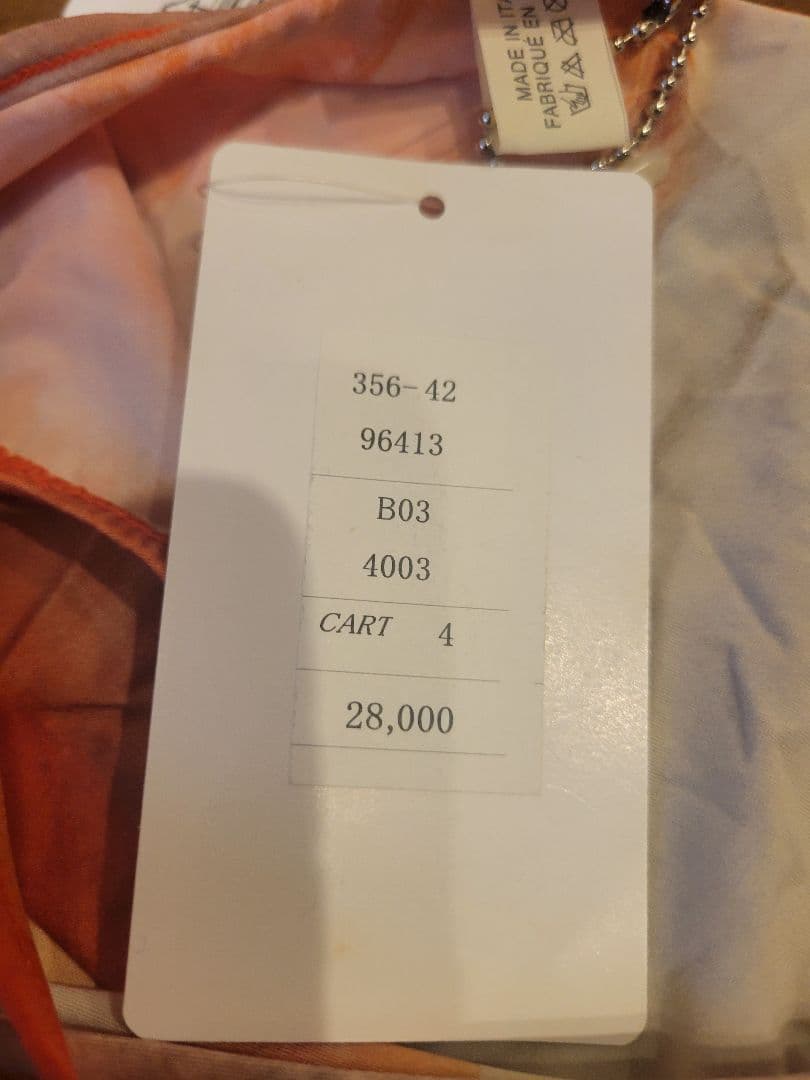 MADE IN ITA
FABRIQUÉ EN
356-42
96413
B03
4003
CART 4
28,000